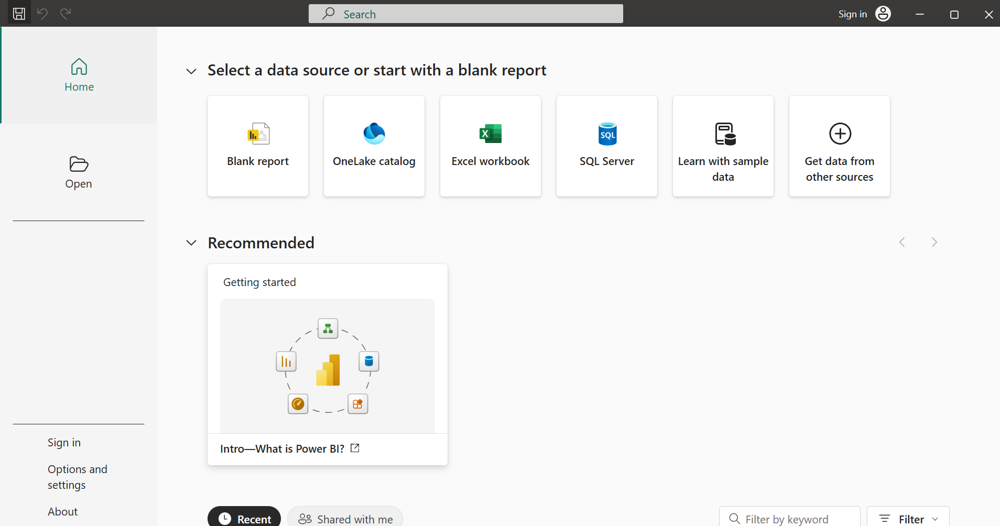 Search
Sign in
Home
Open
Select a data source or start with a blank report
Blank report
OneLake catalog
Excel workbook
SQL
SQL Server
Learn with sample
data
Get data from
other sources
Recommended
Getting started
Intro—What is Power BI?
Sign in
Options and
settings
About
Recent
Shared with me
Filter by keyword
Filter